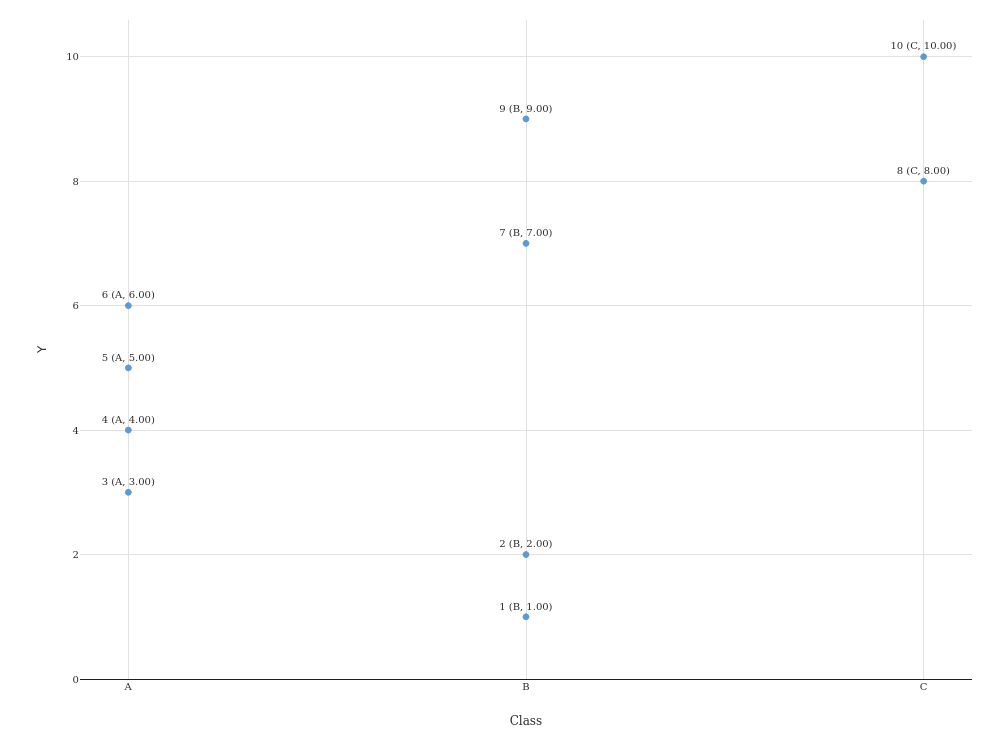 10 (C, 10.00)
10
9 (B, 9.00)
8 (C, 8.00)
8
7 (B, 7.00)
6 (A, 6.00)
6
Y
5 (A, 5.00)
4 (A, 4.00)
4
3 (A, 3.00)
2 (B, 2.00)
2
1 (B, 1.00)
0
A B C
Class